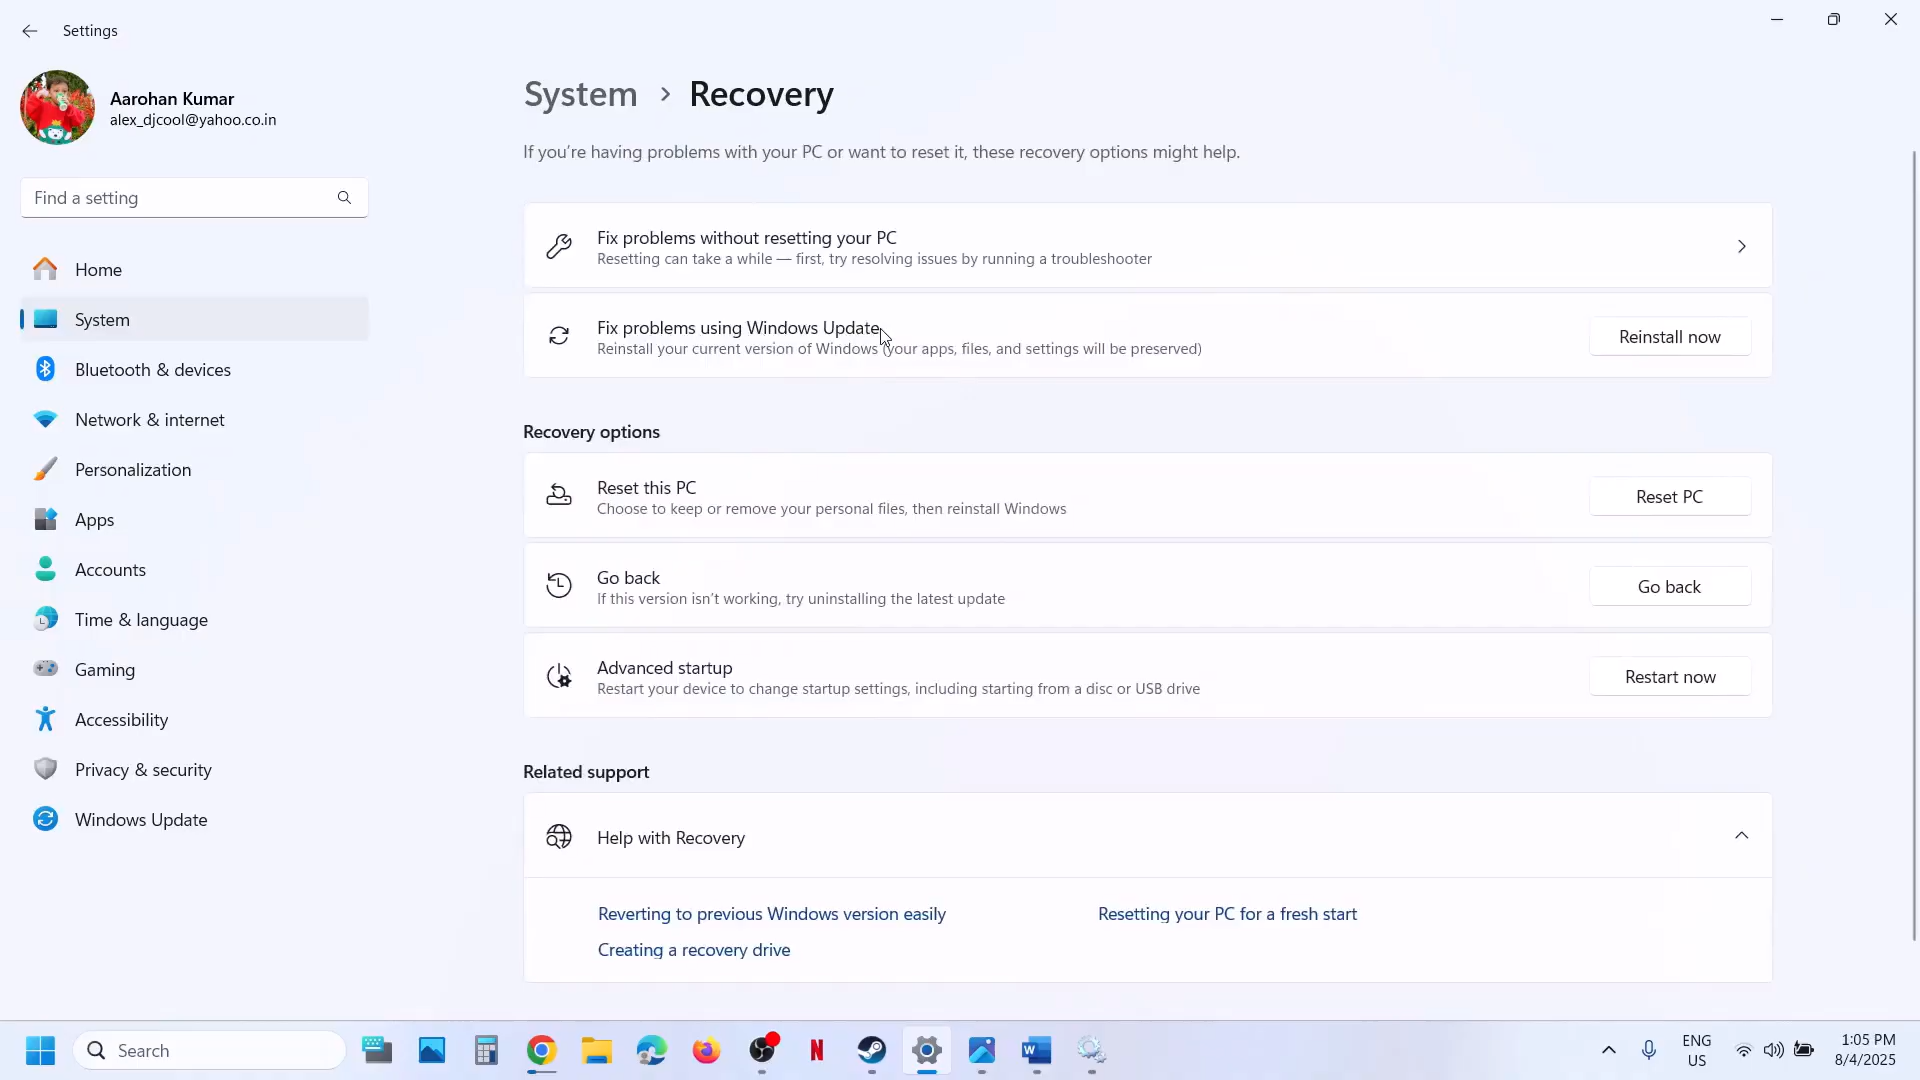 Settings
Aarohan Kumar
alex_djcool@yahoo.co.in
Find a setting
Home
System
Bluetooth & devices
Network & internet
Personalization
Apps
Accounts
Time & language
Gaming
Accessibility
Privacy & security
Windows Update
System > Recovery
If you're having problems with your PC or want to reset it, these recovery options might help.
Fix problems without resetting your PC
Resetting can take a while — first, try resolving issues by running a troubleshooter
Fix problems using Windows Update
Reinstall your current version of Windows (your apps, files, and settings will be preserved)
Reinstall now
Recovery options
Reset this PC
Choose to keep or remove your personal files, then reinstall Windows
Reset PC
Go back
If this version isn't working, try uninstalling the latest update
Go back
Advanced startup
Restart your device to change startup settings, including starting from a disc or USB drive
Restart now
Related support
Help with Recovery
Reverting to previous Windows version easily
Resetting your PC for a fresh start
Creating a recovery drive
Search
ENG
US
1:05 PM
8/4/2025